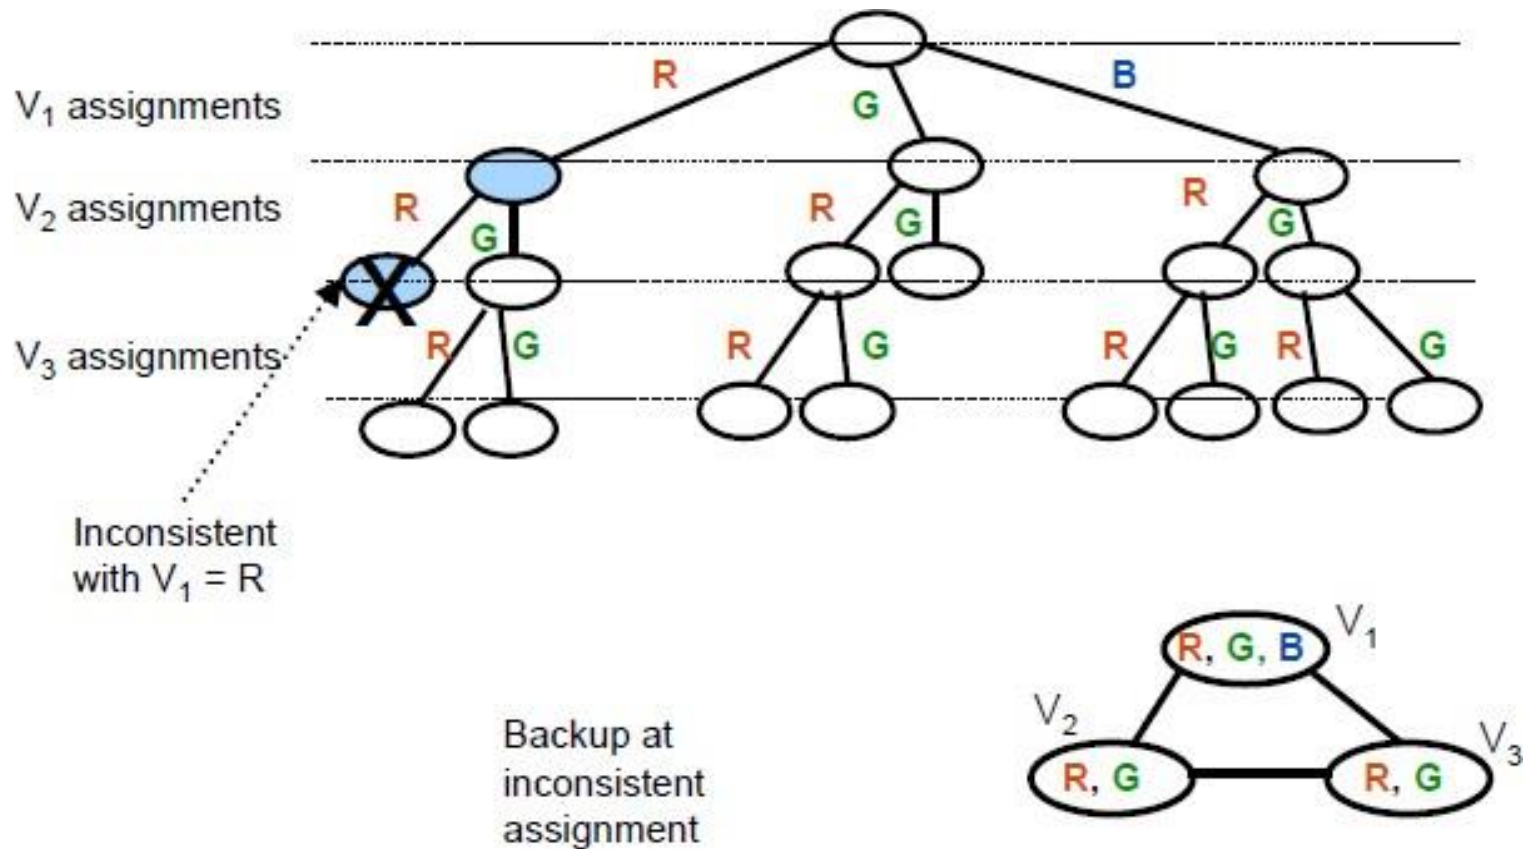 R
B
G
V₁ assignments
R
G
R
G
R
G
V₂ assignments
R
G
R
G
R
G
R
G
V₃ assignments
X
Inconsistent
with V₁ = R
Backup at
inconsistent
assignment
R, G, B
V₁
V₂
V₃
R, G
R, G